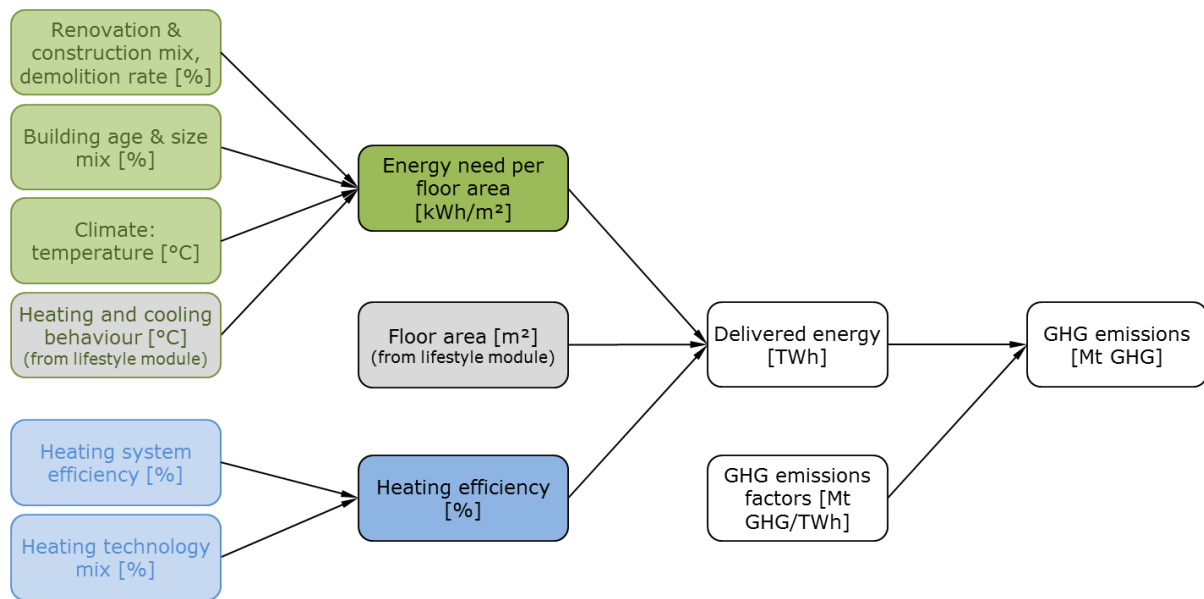 Renovation &
construction mix,
demolition rate [%]
Building age & size
mix [%]
Climate:
temperature [°C]
Heating and cooling
behaviour [°C]
(from lifestyle module)
Heating system
efficiency [%]
Heating technology
mix [%]
Energy need per
floor area
[kWh/m²]
Floor area [m²]
(from lifestyle module)
Heating efficiency
[%]
Delivered energy
[TWh]
GHG emissions
factors [Mt
GHG/TWh]
GHG emissions
[Mt GHG]